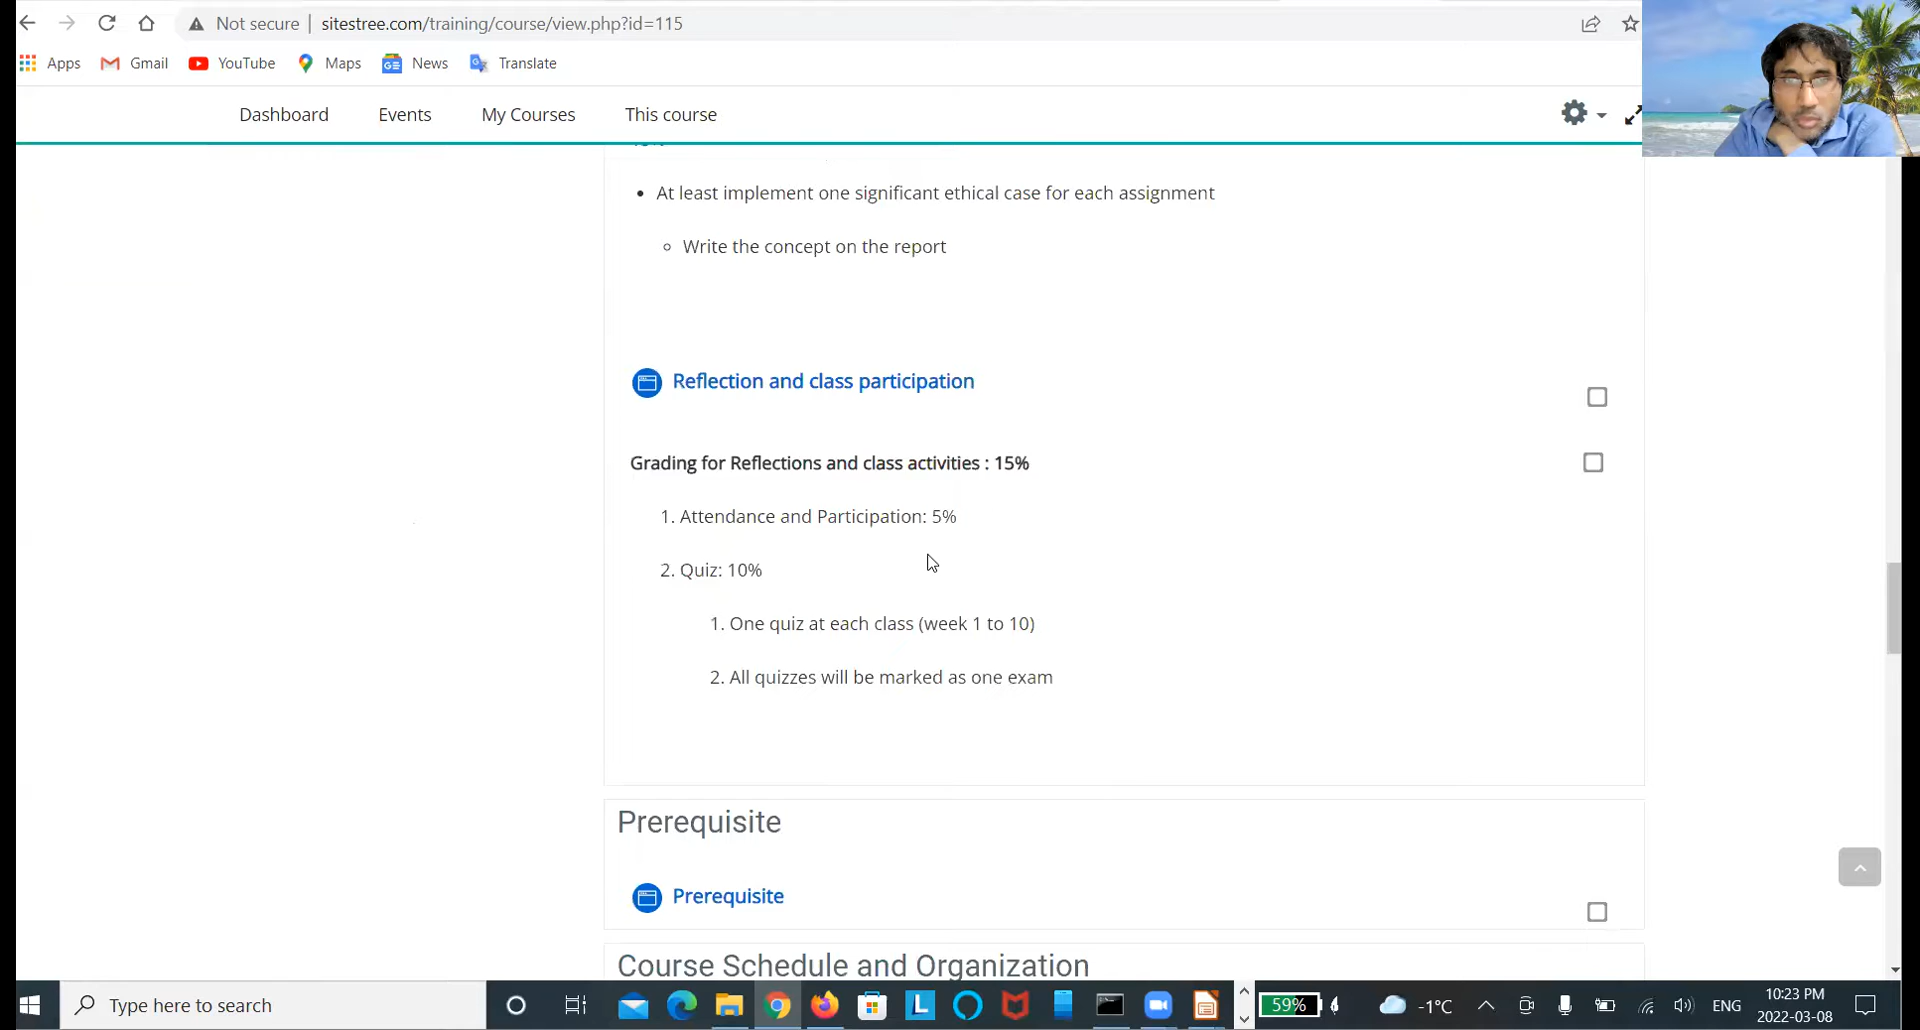 Not secure | sitestree.com/training/course/view.php?id=115
Apps Gmail YouTube Maps News Translate
Dashboard Events My Courses This course
At least implement one significant ethical case for each assignment
Write the concept on the report
Reflection and class participation
Grading for Reflections and class activities : 15%
1. Attendance and Participation: 5%
2. Quiz: 10%
1. One quiz at each class (week 1 to 10)
2. All quizzes will be marked as one exam
Prerequisite
Prerequisite
Course Schedule and Organization
Type here to search
L
59%
-1°C
ENG
10:23 PM
2022-03-08